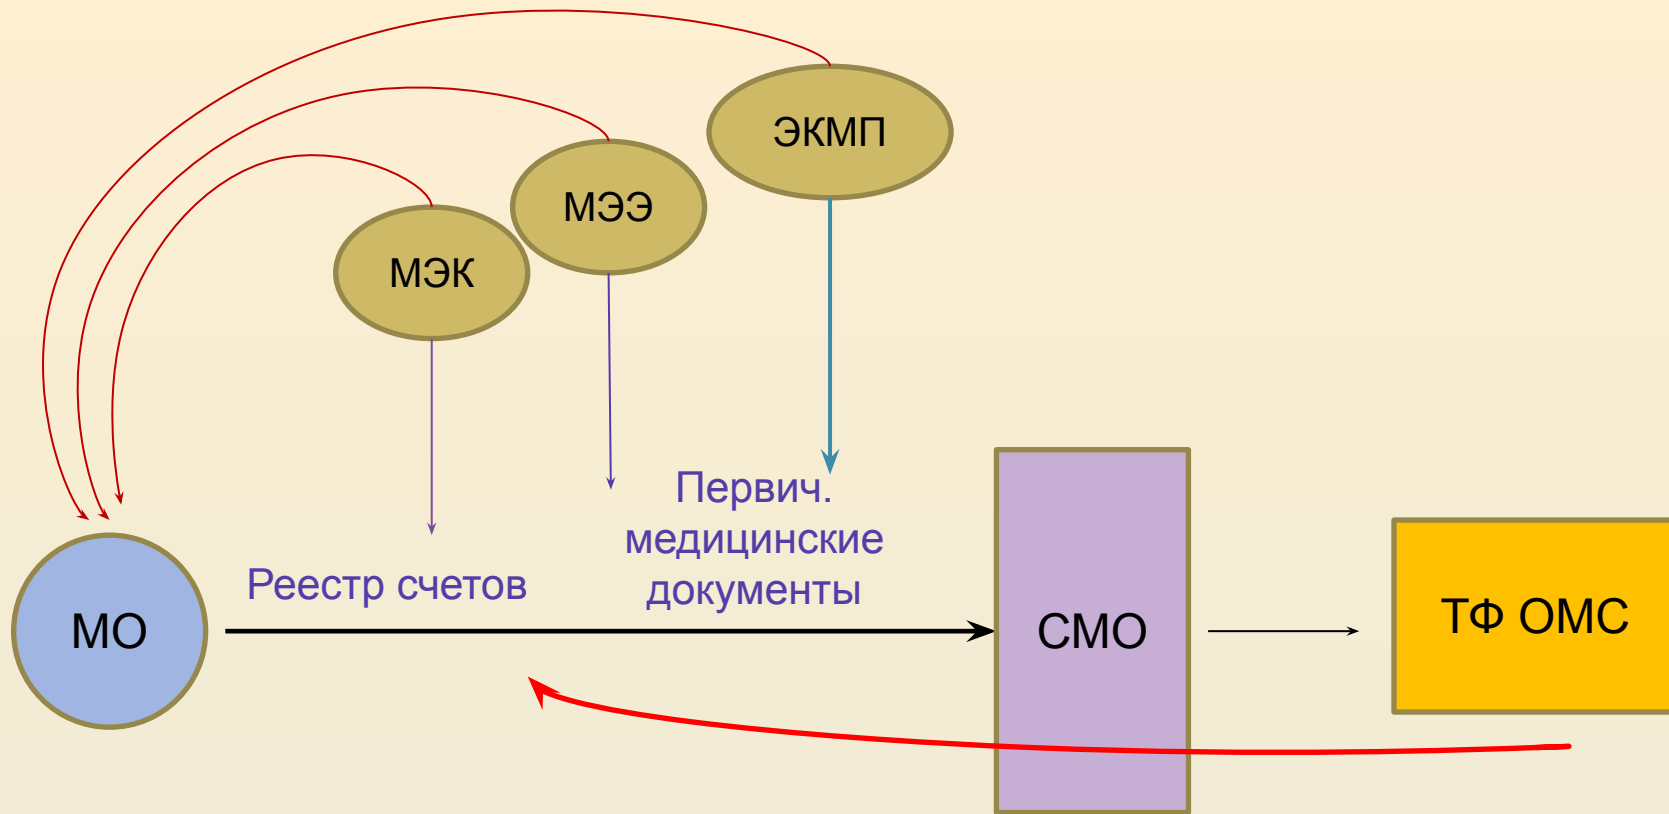 ЭКМП
МЭЭ
МЭК
Первич.
медицинские
документы
Реестр счетов
МО
СМО
ТФ ОМС